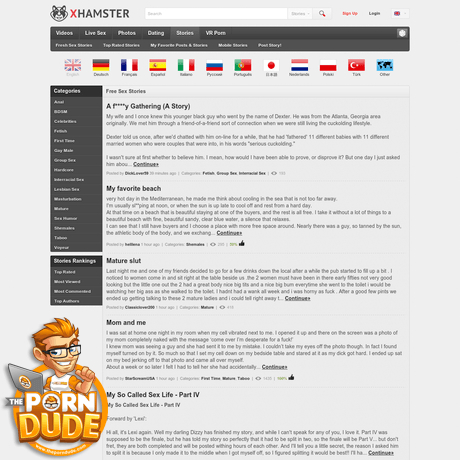 XHAMSTER
Search
Stories
Sign Up
Login
Videos Live Sex Photos Dating Stories VR Porn
Fresh Sex Stories Top Rated Stories My Favorite Posts & Stories Mobile Stories Post Story!
English Deutsch Français Español Italiano Русский Português 日本語 Nederlands Polski Türk Other
Categories
Anal
BDSM
Celebrities
Fetish
First Time
Gay Male
Group Sex
Hardcore
Interracial Sex
Lesbian Sex
Masturbation
Mature
Sex Humor
Shemales
Taboo
Voyeur
Stories Rankings
Top Rated
Most Viewed
Most Commented
Top Authors
Free Sex Stories
A f****y Gathering (A Story)
My wife and I once knew this younger black guy who went by the name of Dexter. He was from the Atlanta, Georgia area
originally. We met him through a friend-of-a-friend sort of connection when we were still living the cuckolding lifestyle.
Dexter told us once, after we'd chatted with him on-line for a while, that he had 'fathered' 11 different babies with 11 different
married women who were couples that were into, in his words "serious cuckolding."
I wasn't sure at first whether to believe him. I mean, how would I have been able to prove, or disprove it? But one day I just asked
him abou... Continue»
Posted by DickLover59 | Categories: Fetish, Group Sex, Interracial Sex
My favorite beach
very hot day in the Mediterranean, he made me think about cooling in the sea that is not too far away.
I'm usually s**ping at noon, or when the sun is up late to cool off and rest from a hard day.
At that time on a beach that is beautiful staying at one of the buyers, and the rest is all free. I take it without a lot of things to a
beautiful beach with fine, beautiful sandy, clear blue water, a silence that relaxes.
I can see that I still have buyers and I choose a place with more free space around. Nearly there was a guy, so tanned by the sun,
the athletic body of the body, and we exchang... Continue»
Posted by 1 hour ago | Categories: Shemales
Mature slut
Last night me and one of my friends decided to go for a few drinks down the local after a while the pub started to fill up a bit . I
noticed to women come in and sit right at the table beside us ,the 2 women must have been in there early fifties not very good
looking but the little one out the 2 had a great body nice big tits and a nice big bum everytime she went to the toilet i would
watched her big ass as she walked to the toilet. I hadnt had a wank all week and I was horny as fuck . After a good few pints we
ended up getting talking to these 2 mature ladies and i could tell right away t... Continue»
Posted by 1 hour ago | Categories: Mature
Mom and me
I was sat at home one night in my room when my cell vibrated next to me. I opened it up and there on the screen was a photo of
my mom completely naked with the message 'come over I'm desperate for a fuck!'
I knew mom was seeing a guy and she had sent it to me by mistake. I couldn't take my eyes off the photo though. In fact I found
myself turned on by it. So much so that I set my cell down on my bedside table and stared at it as my dick got hard. I ended up sat
on my bed jerking off to that photo and came all over myself.
About a week or so later I felt I had to tell her she had accidentally... Continue»
Posted by StarSomsemUSA 1 hour ago | Categories: First Time, Mature, Taboo 100%
My So Called Sex Life - Part IV
My So Called Sex Life - Part IV
Forward by "Lexi".
Hi all, it's Lexi again. Well my darling Dizzy has finished my story, and while I can't speak for any of you, I love it. Part IV was
supposed to be the finale, but he has told my story so perfectly that it had to be split in two, so the finale will be Part V... but don't
fret, they are both completed and will be posted withing hours of each other. And I'll tell you a little secret, the reason I asked him
to split it is because I only made it to the middle when I got myself off, so I figured splitting it would be best!! I'll ha...
THE
PORN
DUDE
www.theporndude.com